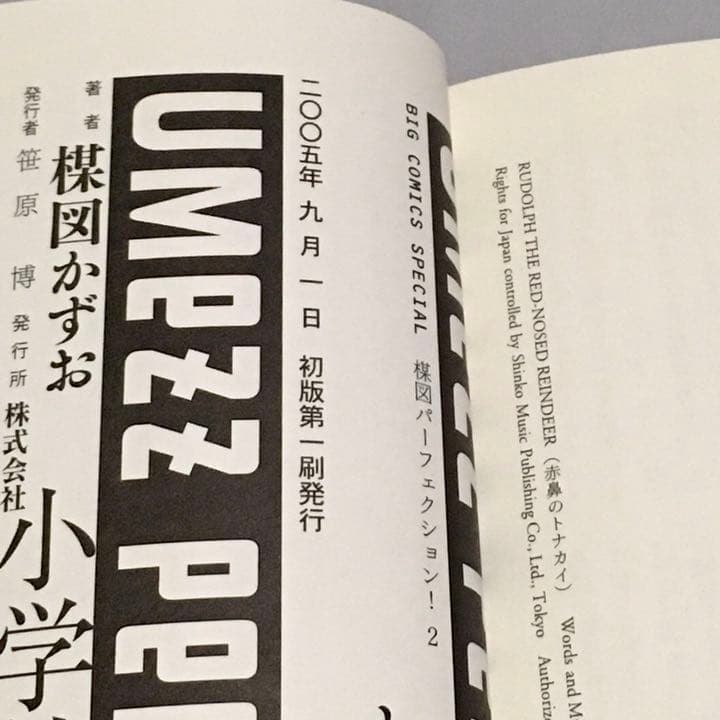 RUDOLPH THE RED-NOSED REINDEER（赤鼻のトナカイ） Words and
Rights for Japan controlled by Shinko Music Publishing Co., Ltd., Tokyo
BIG COMICS SPECIAL 楳図パーフェクション！2
二〇〇五年九月一日 初版第一刷発行
UMeZZ
著者 楳図かずお
発行者 笹原 博 発行所 株式会社
小学